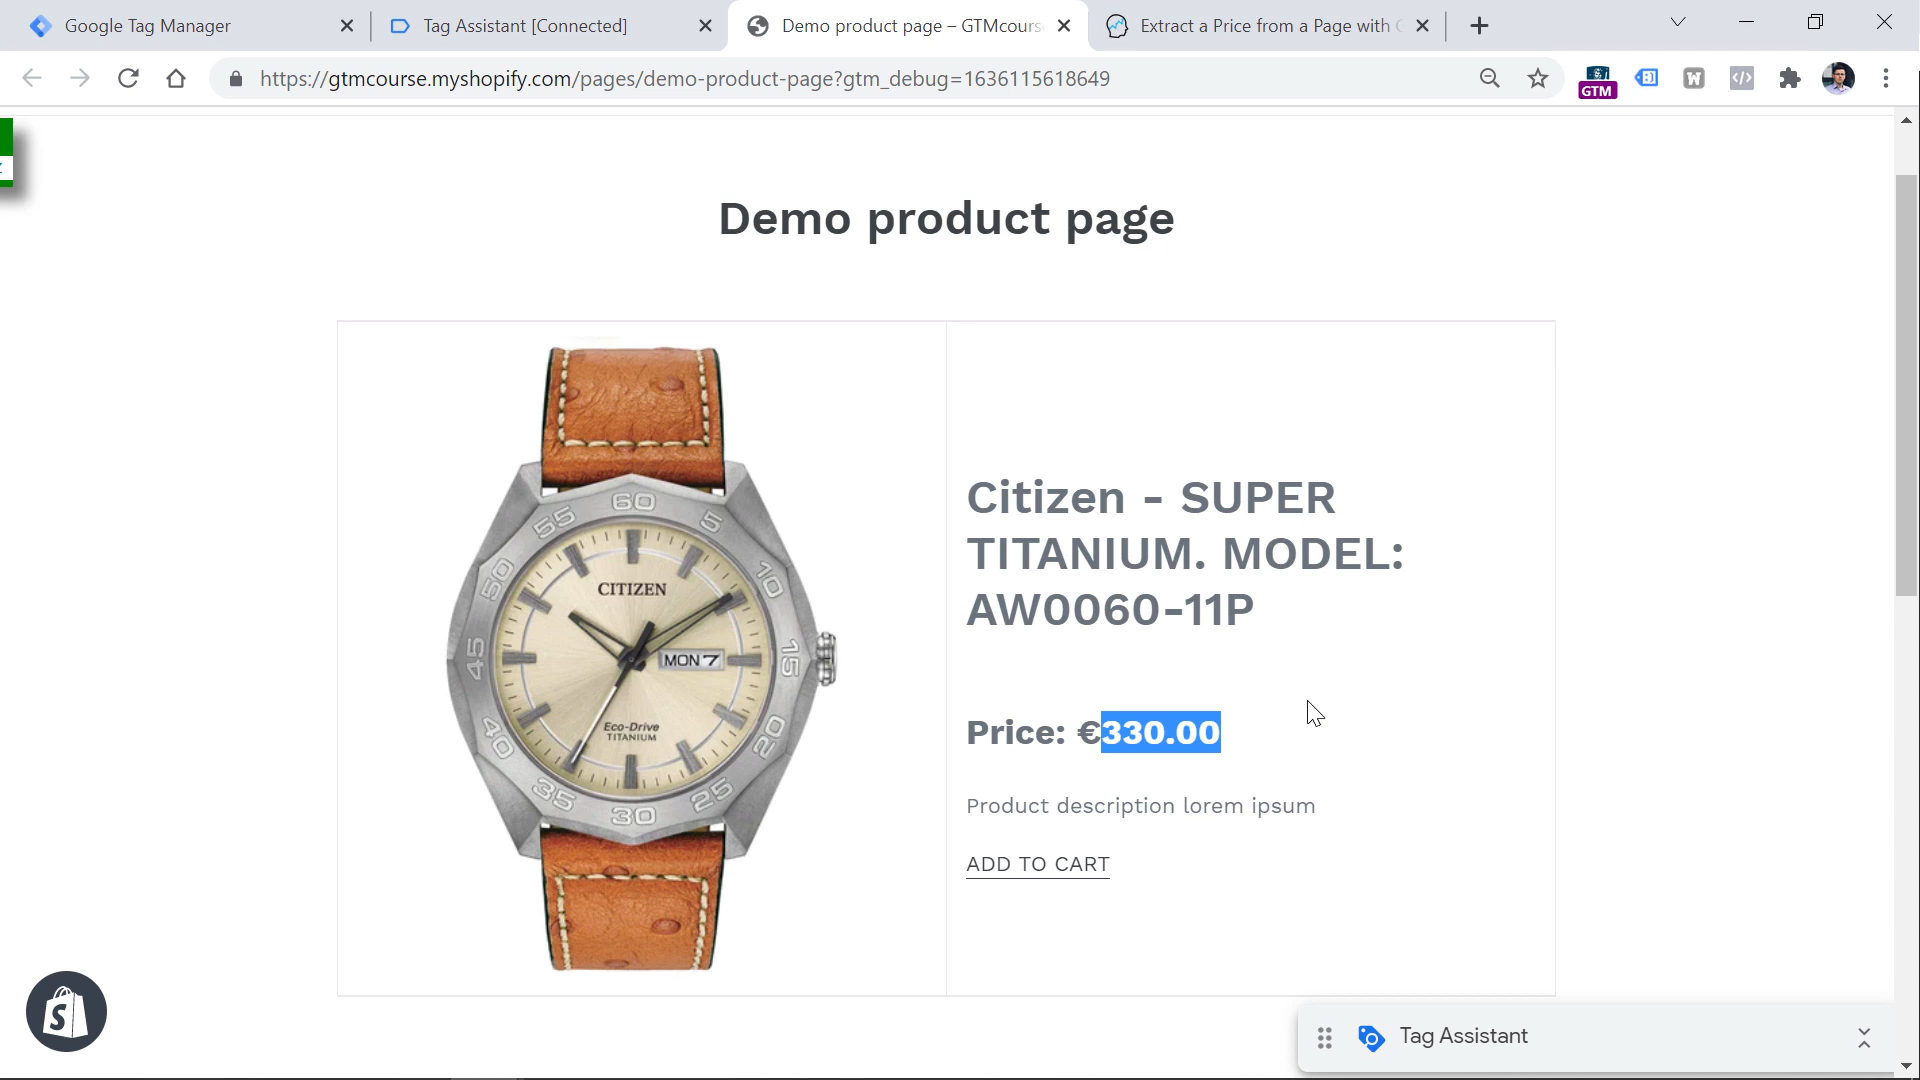 Google Tag Manager
Tag Assistant [Connected]
Demo product page – GTMcours
Extract a Price from a Page with
https://gtmcourse.myshopify.com/pages/demo-product-page?gtm_debug=1636115618649
GTM
W
Demo product page
60
55
5
50
CITIZEN
10
45
MON 7
15
Eco-Drive
TITANIUM
40
20
35
25
30
Citizen - SUPER
TITANIUM. MODEL:
AW0060-11P
Price: €330.00
Product description lorem ipsum
ADD TO CART
Tag Assistant